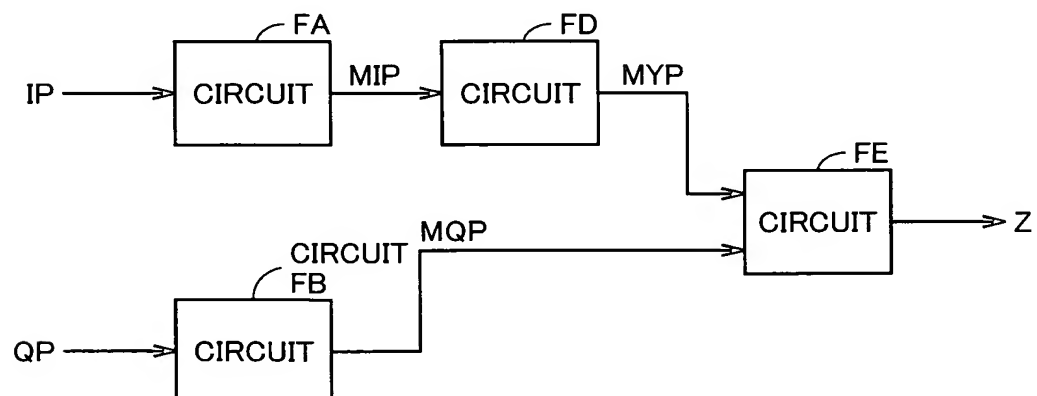 FA
FD
IP
CIRCUIT
MIP
CIRCUIT
MYP
FE
CIRCUIT
Z
CIRCUIT
FB
MQP
QP
CIRCUIT